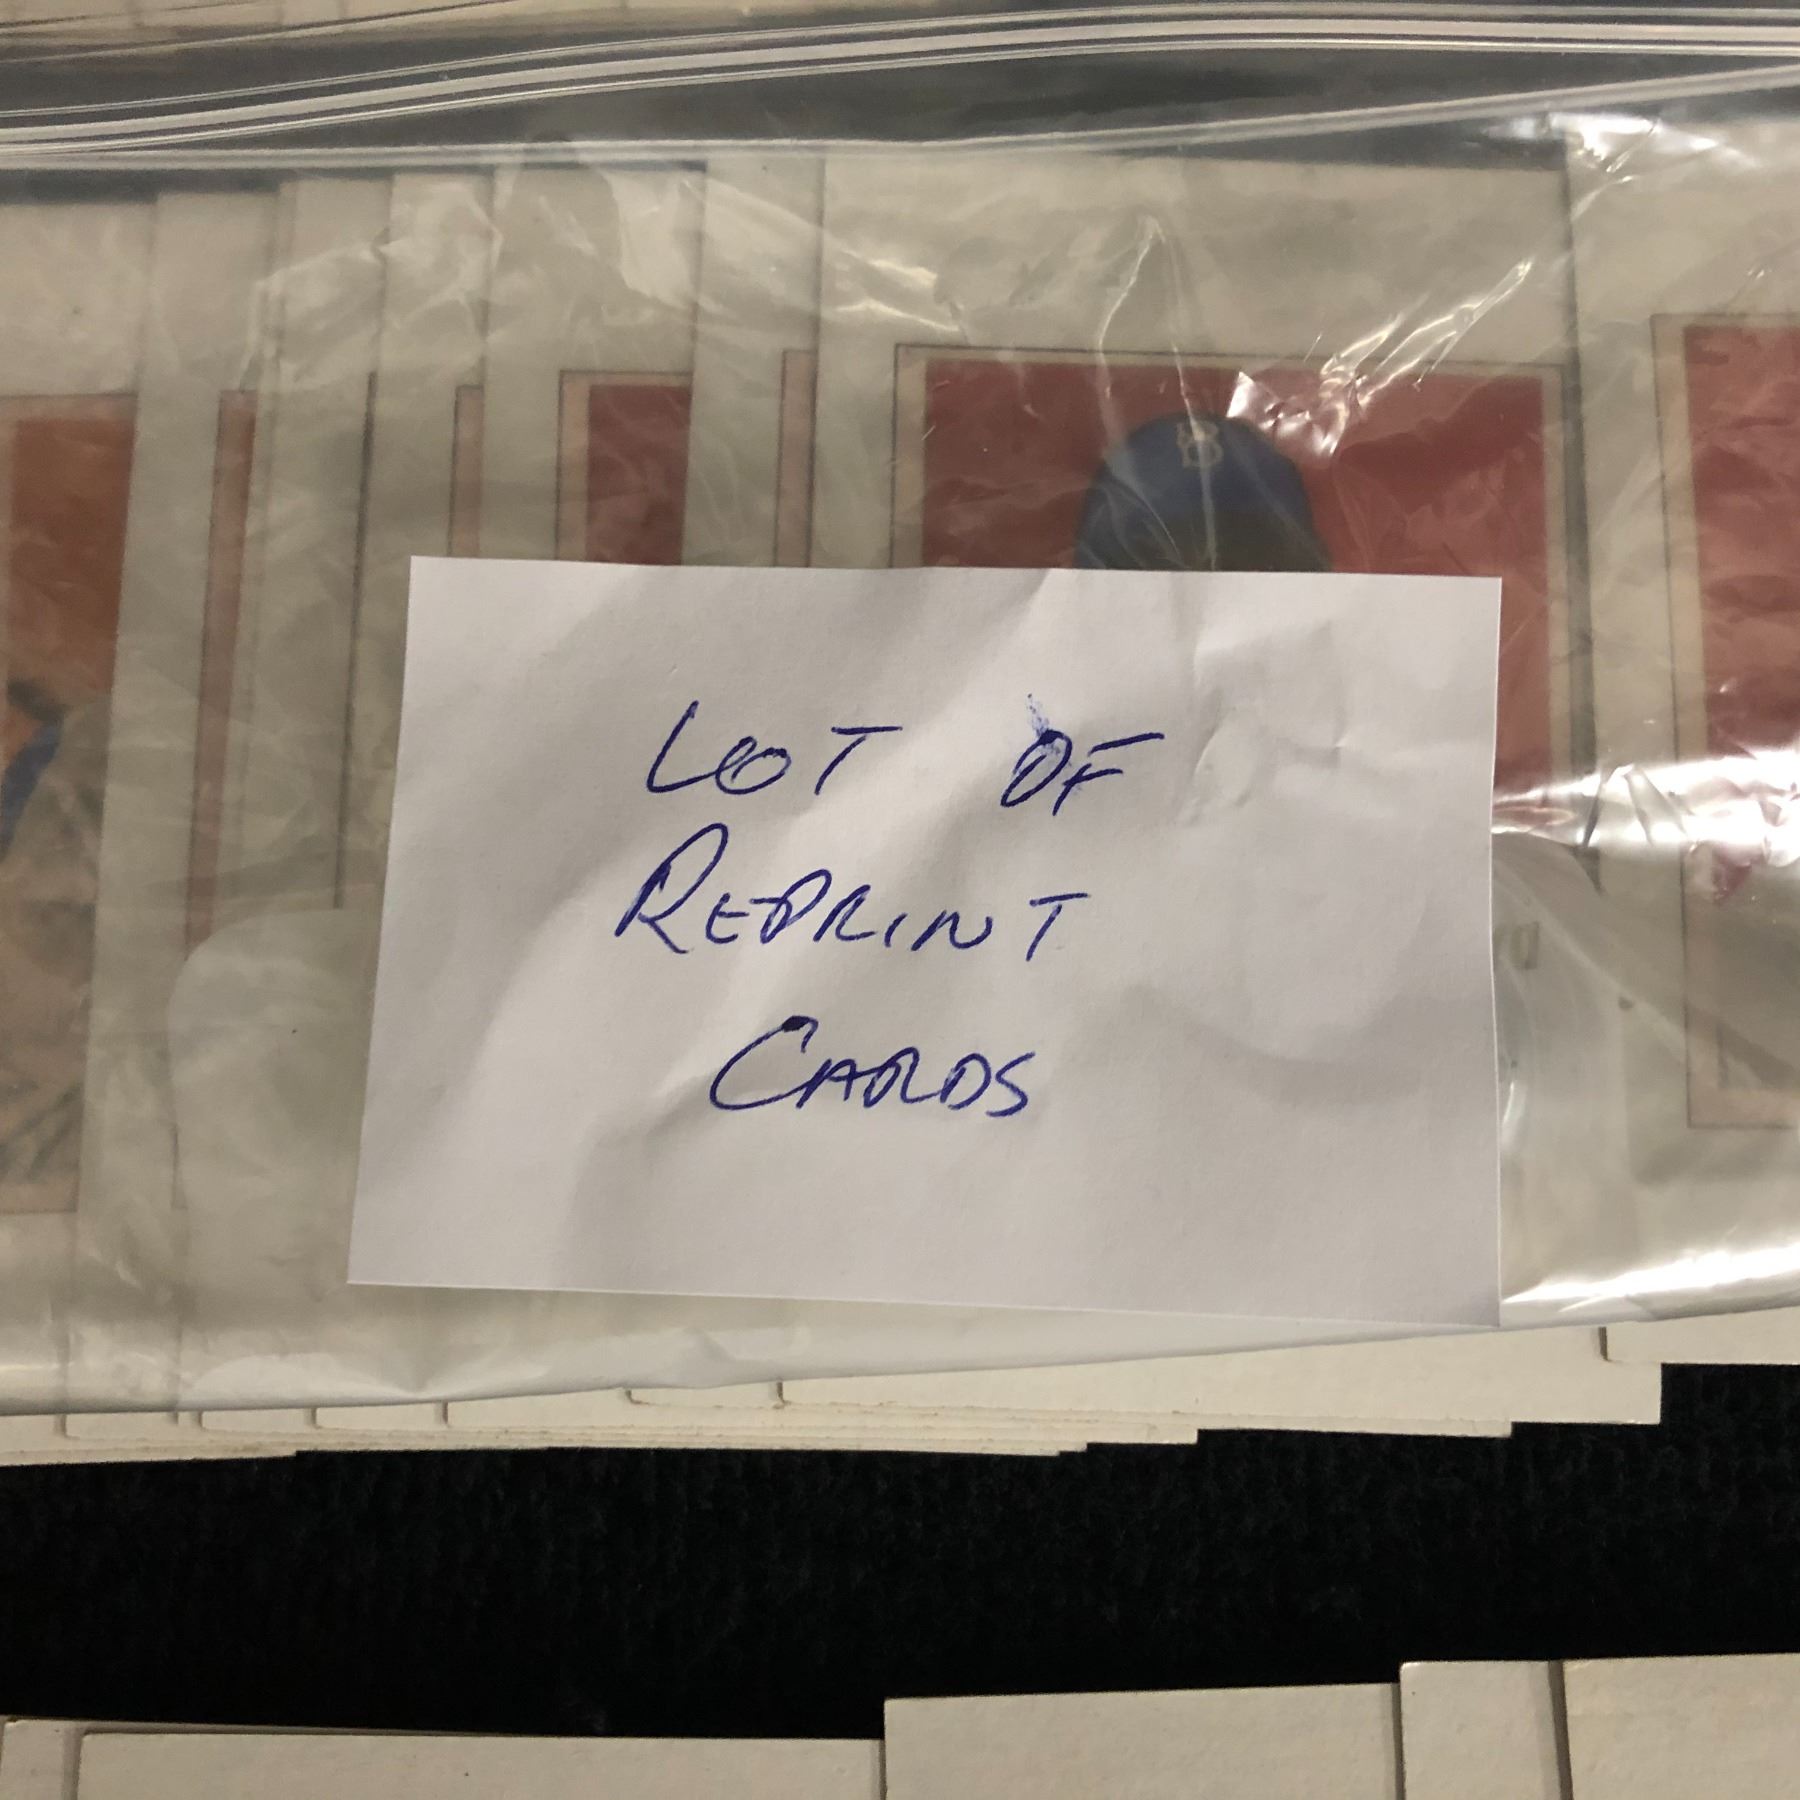 LOT OF
REPRINT
CARDS
B